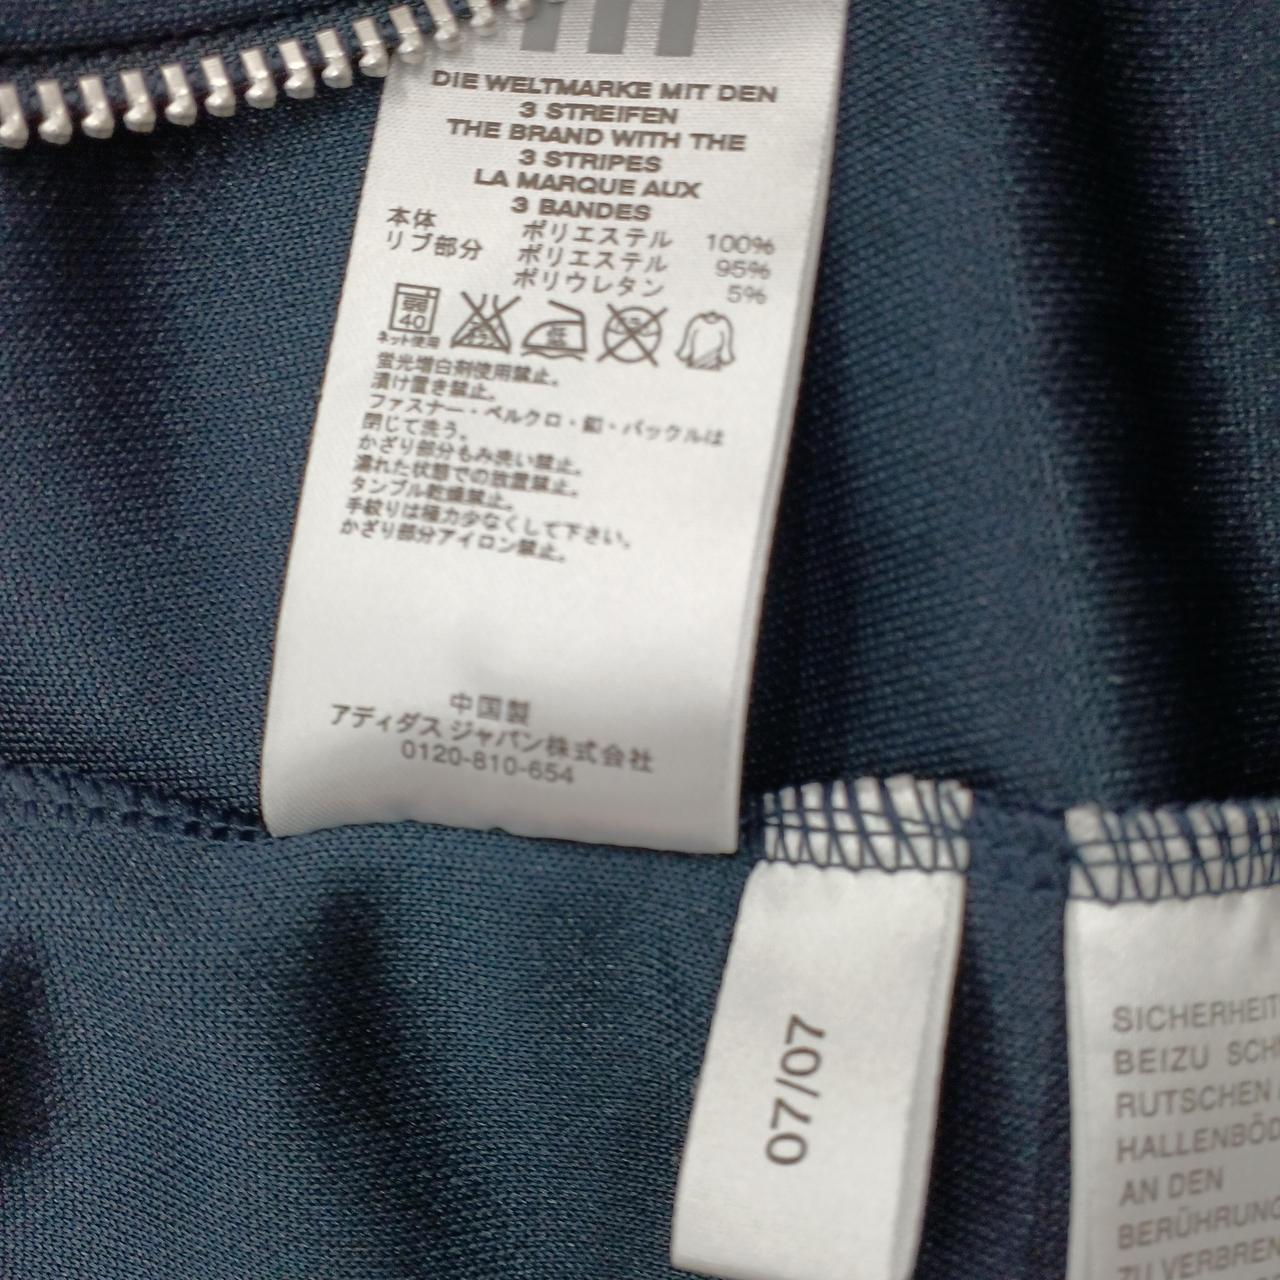 DIE WELTMARKE MIT DEN
3 STREIFEN
THE BRAND WITH THE
3 STRIPES
LA MARQUE AUX
3 BANDES
本体 ポリエステル 100%
リブ部分 ポリエステル 95%
ポリウレタン 5%
弱
40
ネット使用
低
蛍光増白剤使用禁止。
漬け置き禁止。
ファスナー・ベルクロ・釦・バックルは
閉じて洗う。
かざり部分もみ洗い禁止。
濡れた状態での放置禁止。
タンブル乾燥禁止。
手絞りは極力少なくして下さい。
かざり部分アイロン禁止。
中国製
アディダス ジャパン株式会社
0120-810-654
07/07
SICHERHEIT
BEIZU SCH
RUTSCHEN
HALLENBÖD
AN DEN
BERÜHRUNG
ZU VERBREN